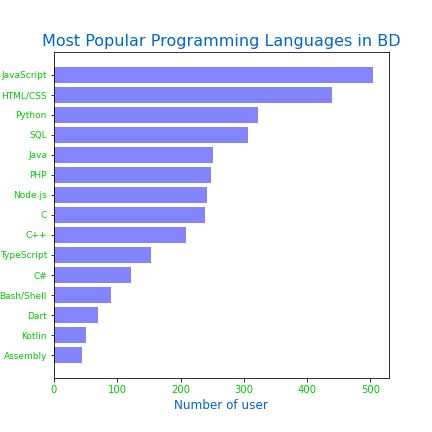 Most Popular Programming Languages in BD
JavaScript
HTML/CSS
Python
SQL
Java
PHP
Node.js
C
C++
TypeScript
C#
Bash/Shell
Dart
Kotlin
Assembly
0 100 200 300 400 500
Number of user